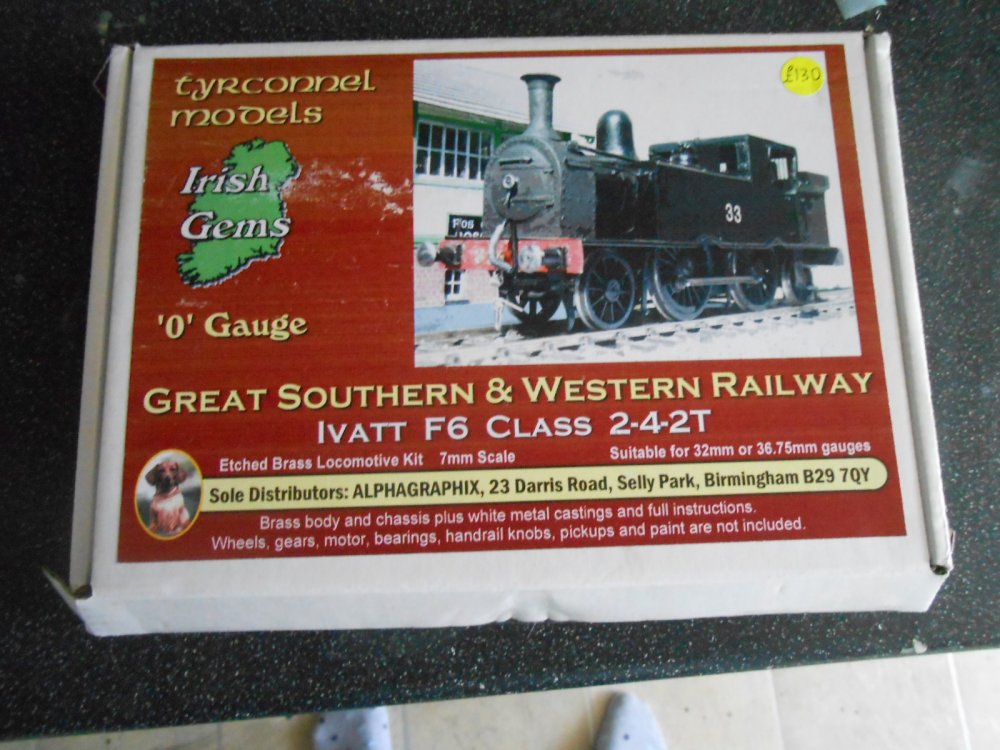 tyrconnel
models
Irish
Gems
'0' Gauge
£130
33
GREAT SOUTHERN & WESTERN RAILWAY
IVATT F6 CLASS 2-4-2T
Etched Brass Locomotive Kit 7mm Scale
Suitable for 32mm or 36.75mm gauges
Sole Distributors: ALPHAGRAPHIX, 23 Darris Road, Selly Park, Birmingham B29 7QY
Brass body and chassis plus white metal castings and full instructions.
Wheels, gears, motor, bearings, handrail knobs, pickups and paint are not included.